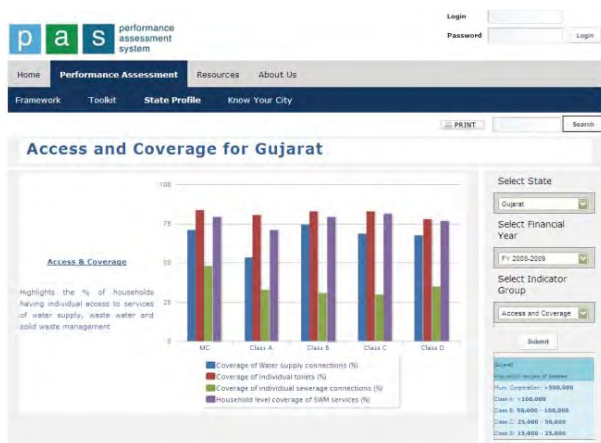 Login
Password
Login
pas performance
assessment
system
Home Performance Assessment Resources About Us
Framework Toolkit State Profile Know Your City
PRINT
Search
Access and Coverage for Gujarat
Access & Coverage
Highlights the % of households
having individual access to services
of water supply, waste water and
solid waste management
100
75
50
25
0
MC Class A Class B Class C Class D
Coverage of Water supply connections (%)
Coverage of individual toilets (%)
Coverage of individual sewerage connections (%)
Household level coverage of SWM services (%)
Select State
Gujarat
Select Financial
Year
FY 2008-2009
Select Indicator
Group
Access and Coverage
Submit
Gujarat
Mun. Corporation: >500,000
Class A: >100,000
Class B: 50,000 - 100,000
Class C: 25,000 - 50,000
Class D: 15,000 - 25,000